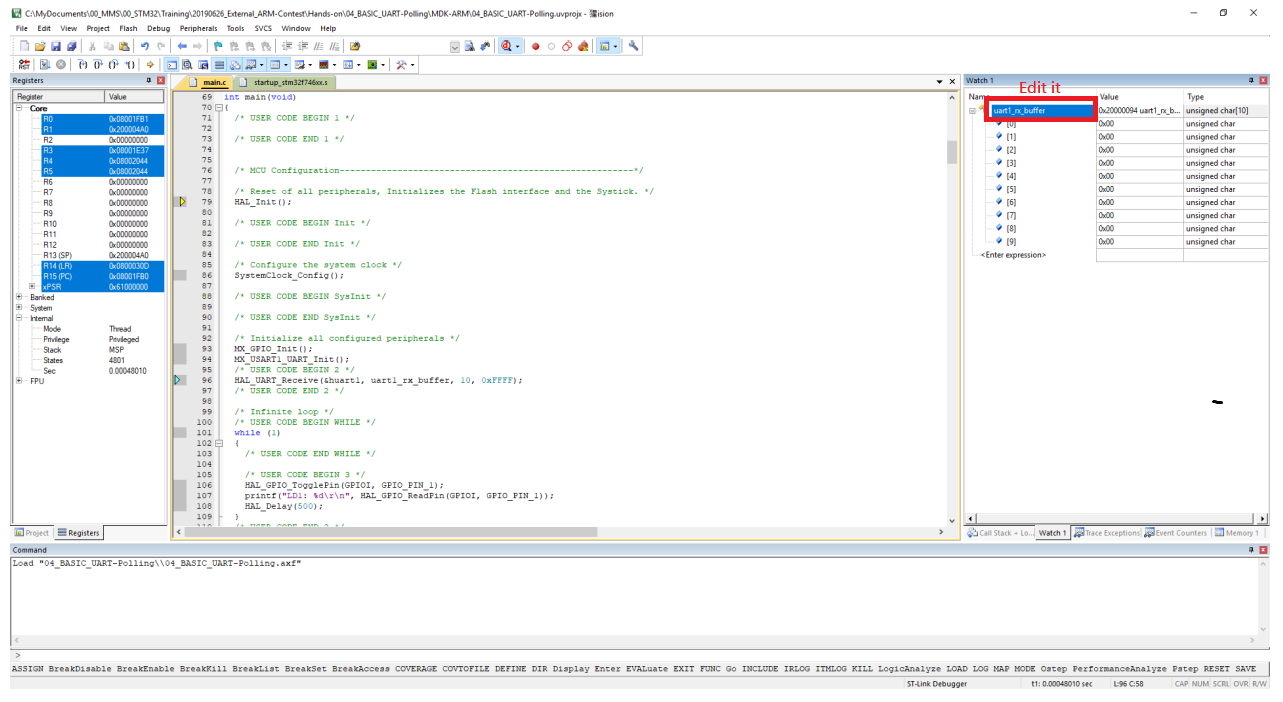 C:\MyDocuments\00_MMS\00_STM32\Training\20190626_External_ARM-Contest\Hands-on\04_BASIC_UART-Polling\MDK-ARM\04_BASIC_UART-Polling.uvprojx - 猩ision
File Edit View Project Flash Debug Peripherals Tools SVCS Window Help
Registers
Register Value
Core
R0 0x08001FB1
R1 0x200004A0
R2 0x00000000
R3 0x08001E37
R4 0x08002044
R5 0x08002044
R6 0x00000000
R7 0x00000000
R8 0x00000000
R9 0x00000000
R10 0x00000000
R11 0x00000000
R12 0x00000000
R13 (SP) 0x200004A0
R14 (LR) 0x0800030D
R15 (PC) 0x08001FB0
xPSR 0x61000000
Banked
System
Internal
Mode Thread
Privilege Privileged
Stack MSP
States 4801
Sec 0.00048010
FPU
Project Registers
main.c startup_stm32f746xx.s
69 int main(void)
70 {
71 /* USER CODE BEGIN 1 */
72
73 /* USER CODE END 1 */
74
75
76 /* MCU Configuration--------------------------------------------------------*/
77
78 /* Reset of all peripherals, Initializes the Flash interface and the Systick. */
79 HAL_Init();
80
81 /* USER CODE BEGIN Init */
82
83 /* USER CODE END Init */
84
85 /* Configure the system clock */
86 SystemClock_Config();
87
88 /* USER CODE BEGIN SysInit */
89
90 /* USER CODE END SysInit */
91
92 /* Initialize all configured peripherals */
93 MX_GPIO_Init();
94 MX_USART1_UART_Init();
95 /* USER CODE BEGIN 2 */
96 HAL_UART_Receive(&huart1, uart1_rx_buffer, 10, 0xFFFF);
97 /* USER CODE END 2 */
98
99 /* Infinite loop */
100 /* USER CODE BEGIN WHILE */
101 while (1)
102 {
103 /* USER CODE END WHILE */
104
105 /* USER CODE BEGIN 3 */
106 HAL_GPIO_TogglePin(GPIOI, GPIO_PIN_1);
107 printf("LD1: %d\r\n", HAL_GPIO_ReadPin(GPIOI, GPIO_PIN_1));
108 HAL_Delay(500);
109 }
110 /* USER CODE END 3 */
Watch 1
Edit it
Value Type
uart1_rx_buffer 0x20000094 uart1_rx_b... unsigned char[10]
[0] 0x00 unsigned char
[1] 0x00 unsigned char
[2] 0x00 unsigned char
[3] 0x00 unsigned char
[4] 0x00 unsigned char
[5] 0x00 unsigned char
[6] 0x00 unsigned char
[7] 0x00 unsigned char
[8] 0x00 unsigned char
[9] 0x00 unsigned char
<Enter expression>
Call Stack + Lo... Watch 1 Trace Exceptions Event Counters Memory 1
Command
Load "04_BASIC_UART-Polling\\04_BASIC_UART-Polling.axf"
>
ASSIGN BreakDisable BreakEnable BreakKill BreakList BreakSet BreakAccess COVERAGE COVTOFILE DEFINE DIR Display Enter EVALuate EXIT FUNC Go INCLUDE IRLOG ITMLOG KILL LogicAnalyze LOAD LOG MAP MODE Ostep PerformanceAnalyze Pstep RESET SAVE
ST-Link Debugger t1: 0.00048010 sec L:96 C:58 CAP NUM SCRL OVR R/W